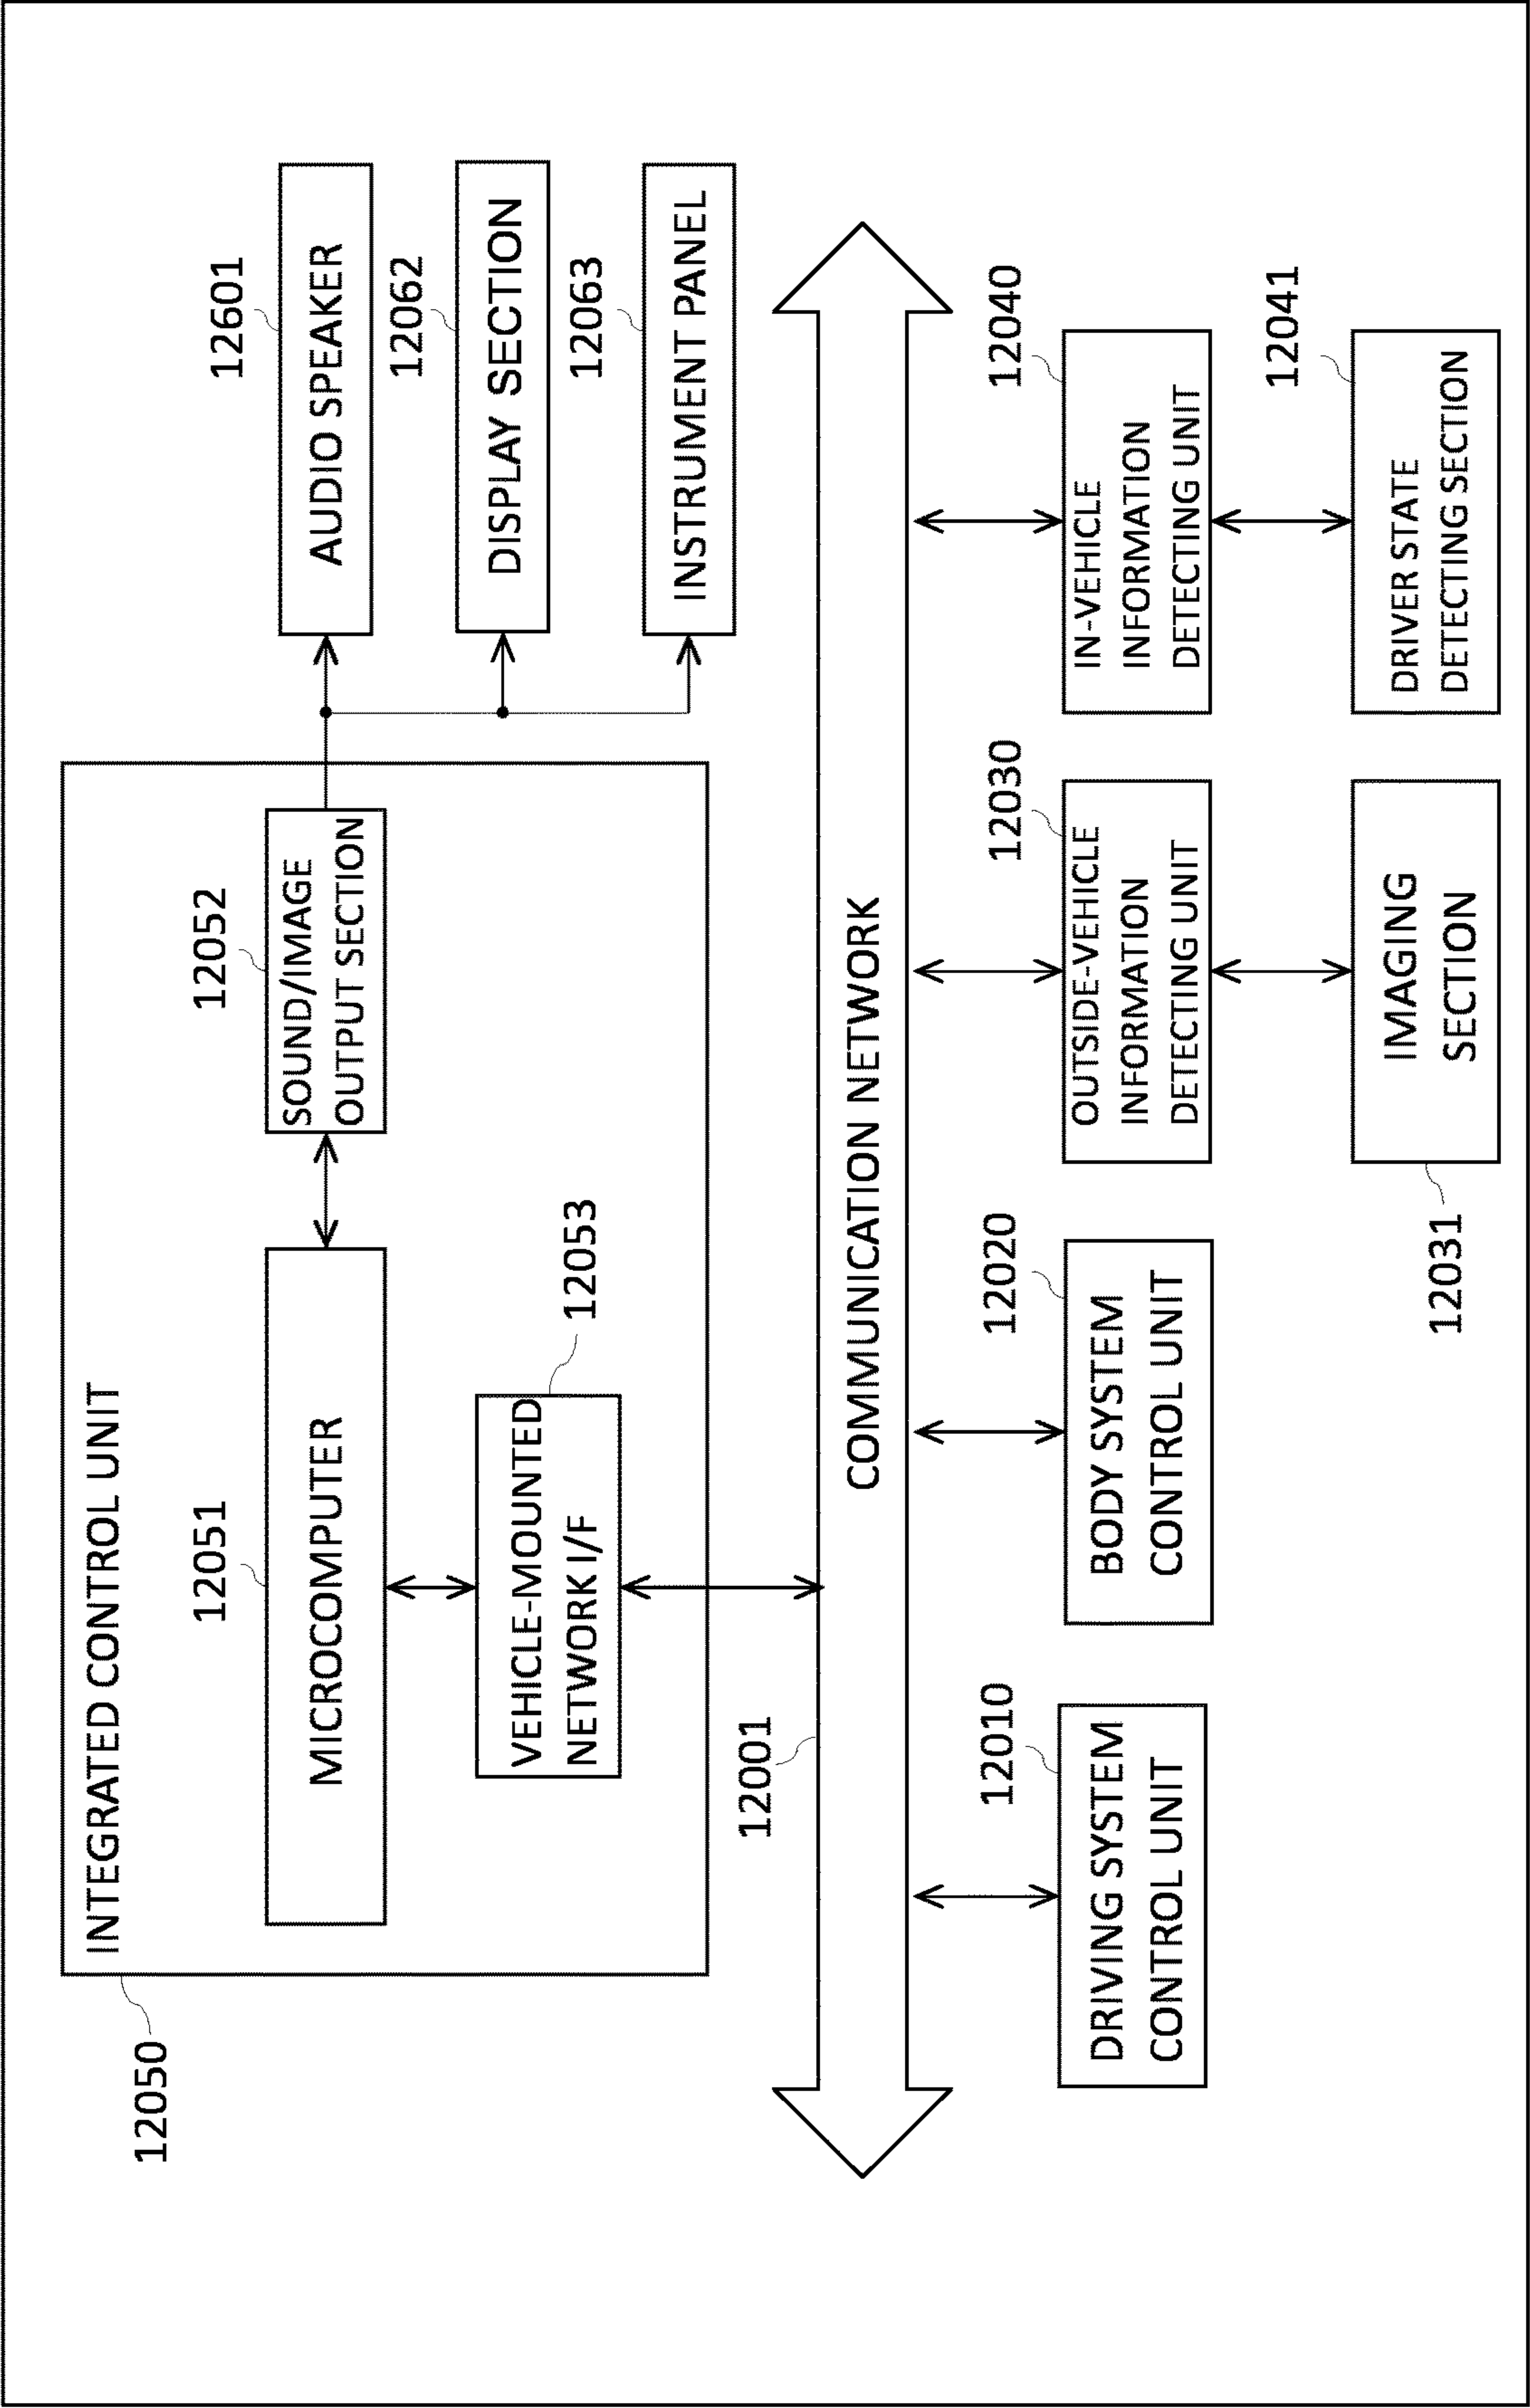 12050
INTEGRATED CONTROL UNIT
12051
MICROCOMPUTER
12052
SOUND/IMAGE
OUTPUT SECTION
12053
VEHICLE-MOUNTED
NETWORK I/F
12601
AUDIO SPEAKER
12062
DISPLAY SECTION
12063
INSTRUMENT PANEL
12001
COMMUNICATION NETWORK
12010
DRIVING SYSTEM
CONTROL UNIT
12020
BODY SYSTEM
CONTROL UNIT
12030
OUTSIDE-VEHICLE
INFORMATION
DETECTING UNIT
12040
IN-VEHICLE
INFORMATION
DETECTING UNIT
12031
IMAGING
SECTION
12041
DRIVER STATE
DETECTING SECTION